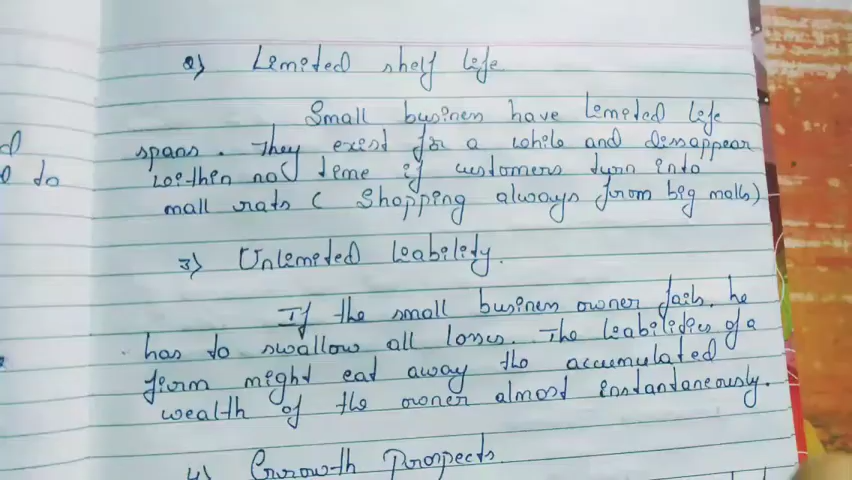 2) Limited shelf life
Small business have limited life
spans. They exist for a while and dissappear
within no time if customers turn into
mall rats ( Shopping always from big malls)
3) Unlimited liability.
If the small business owner fails, he
has to swallow all losses. The liabilities of a
firm might eat away the accumulated
wealth of the owner almost instantaneously.
4) Growth Prospects
d
to do